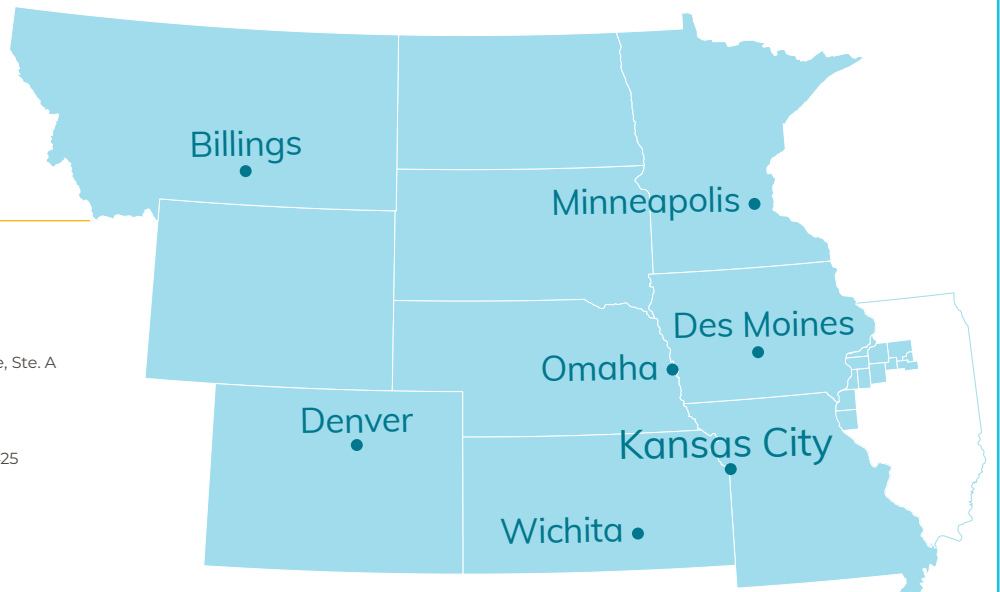 Billings
Minneapolis
Des Moines
e, Ste. A
Omaha
Denver
Kansas City
25
Wichita